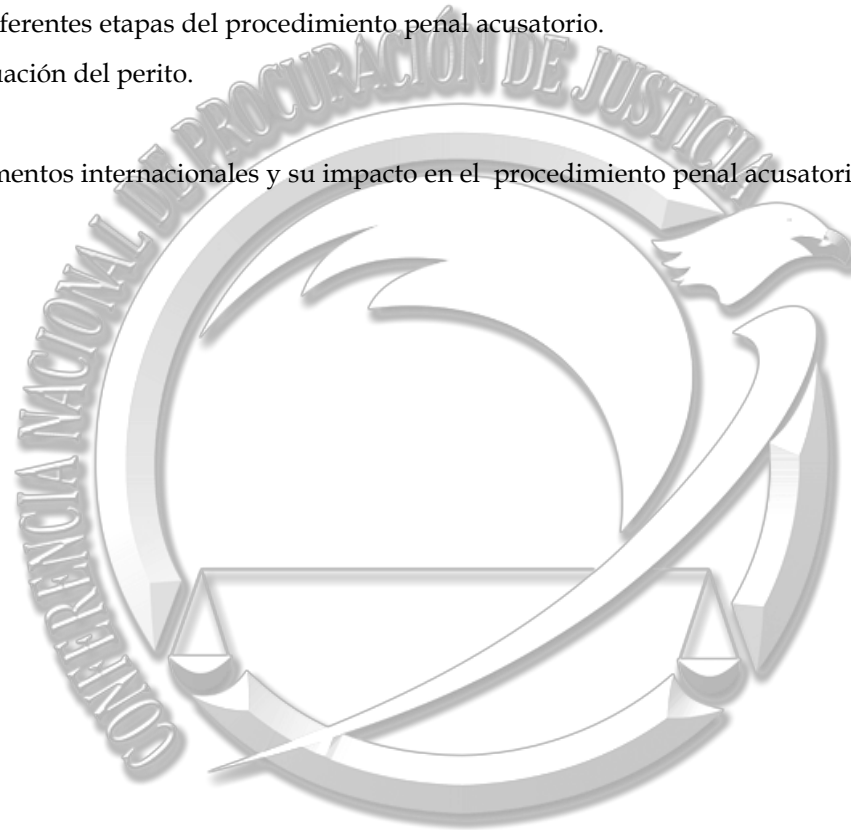 ferentes etapas del procedimiento penal acusatorio.
uación del perito.
CONFERENCIA NACIONAL DE PROCURACIÓN DE JUSTICIA
mentos internacionales y su impacto en el procedimiento penal acusatori